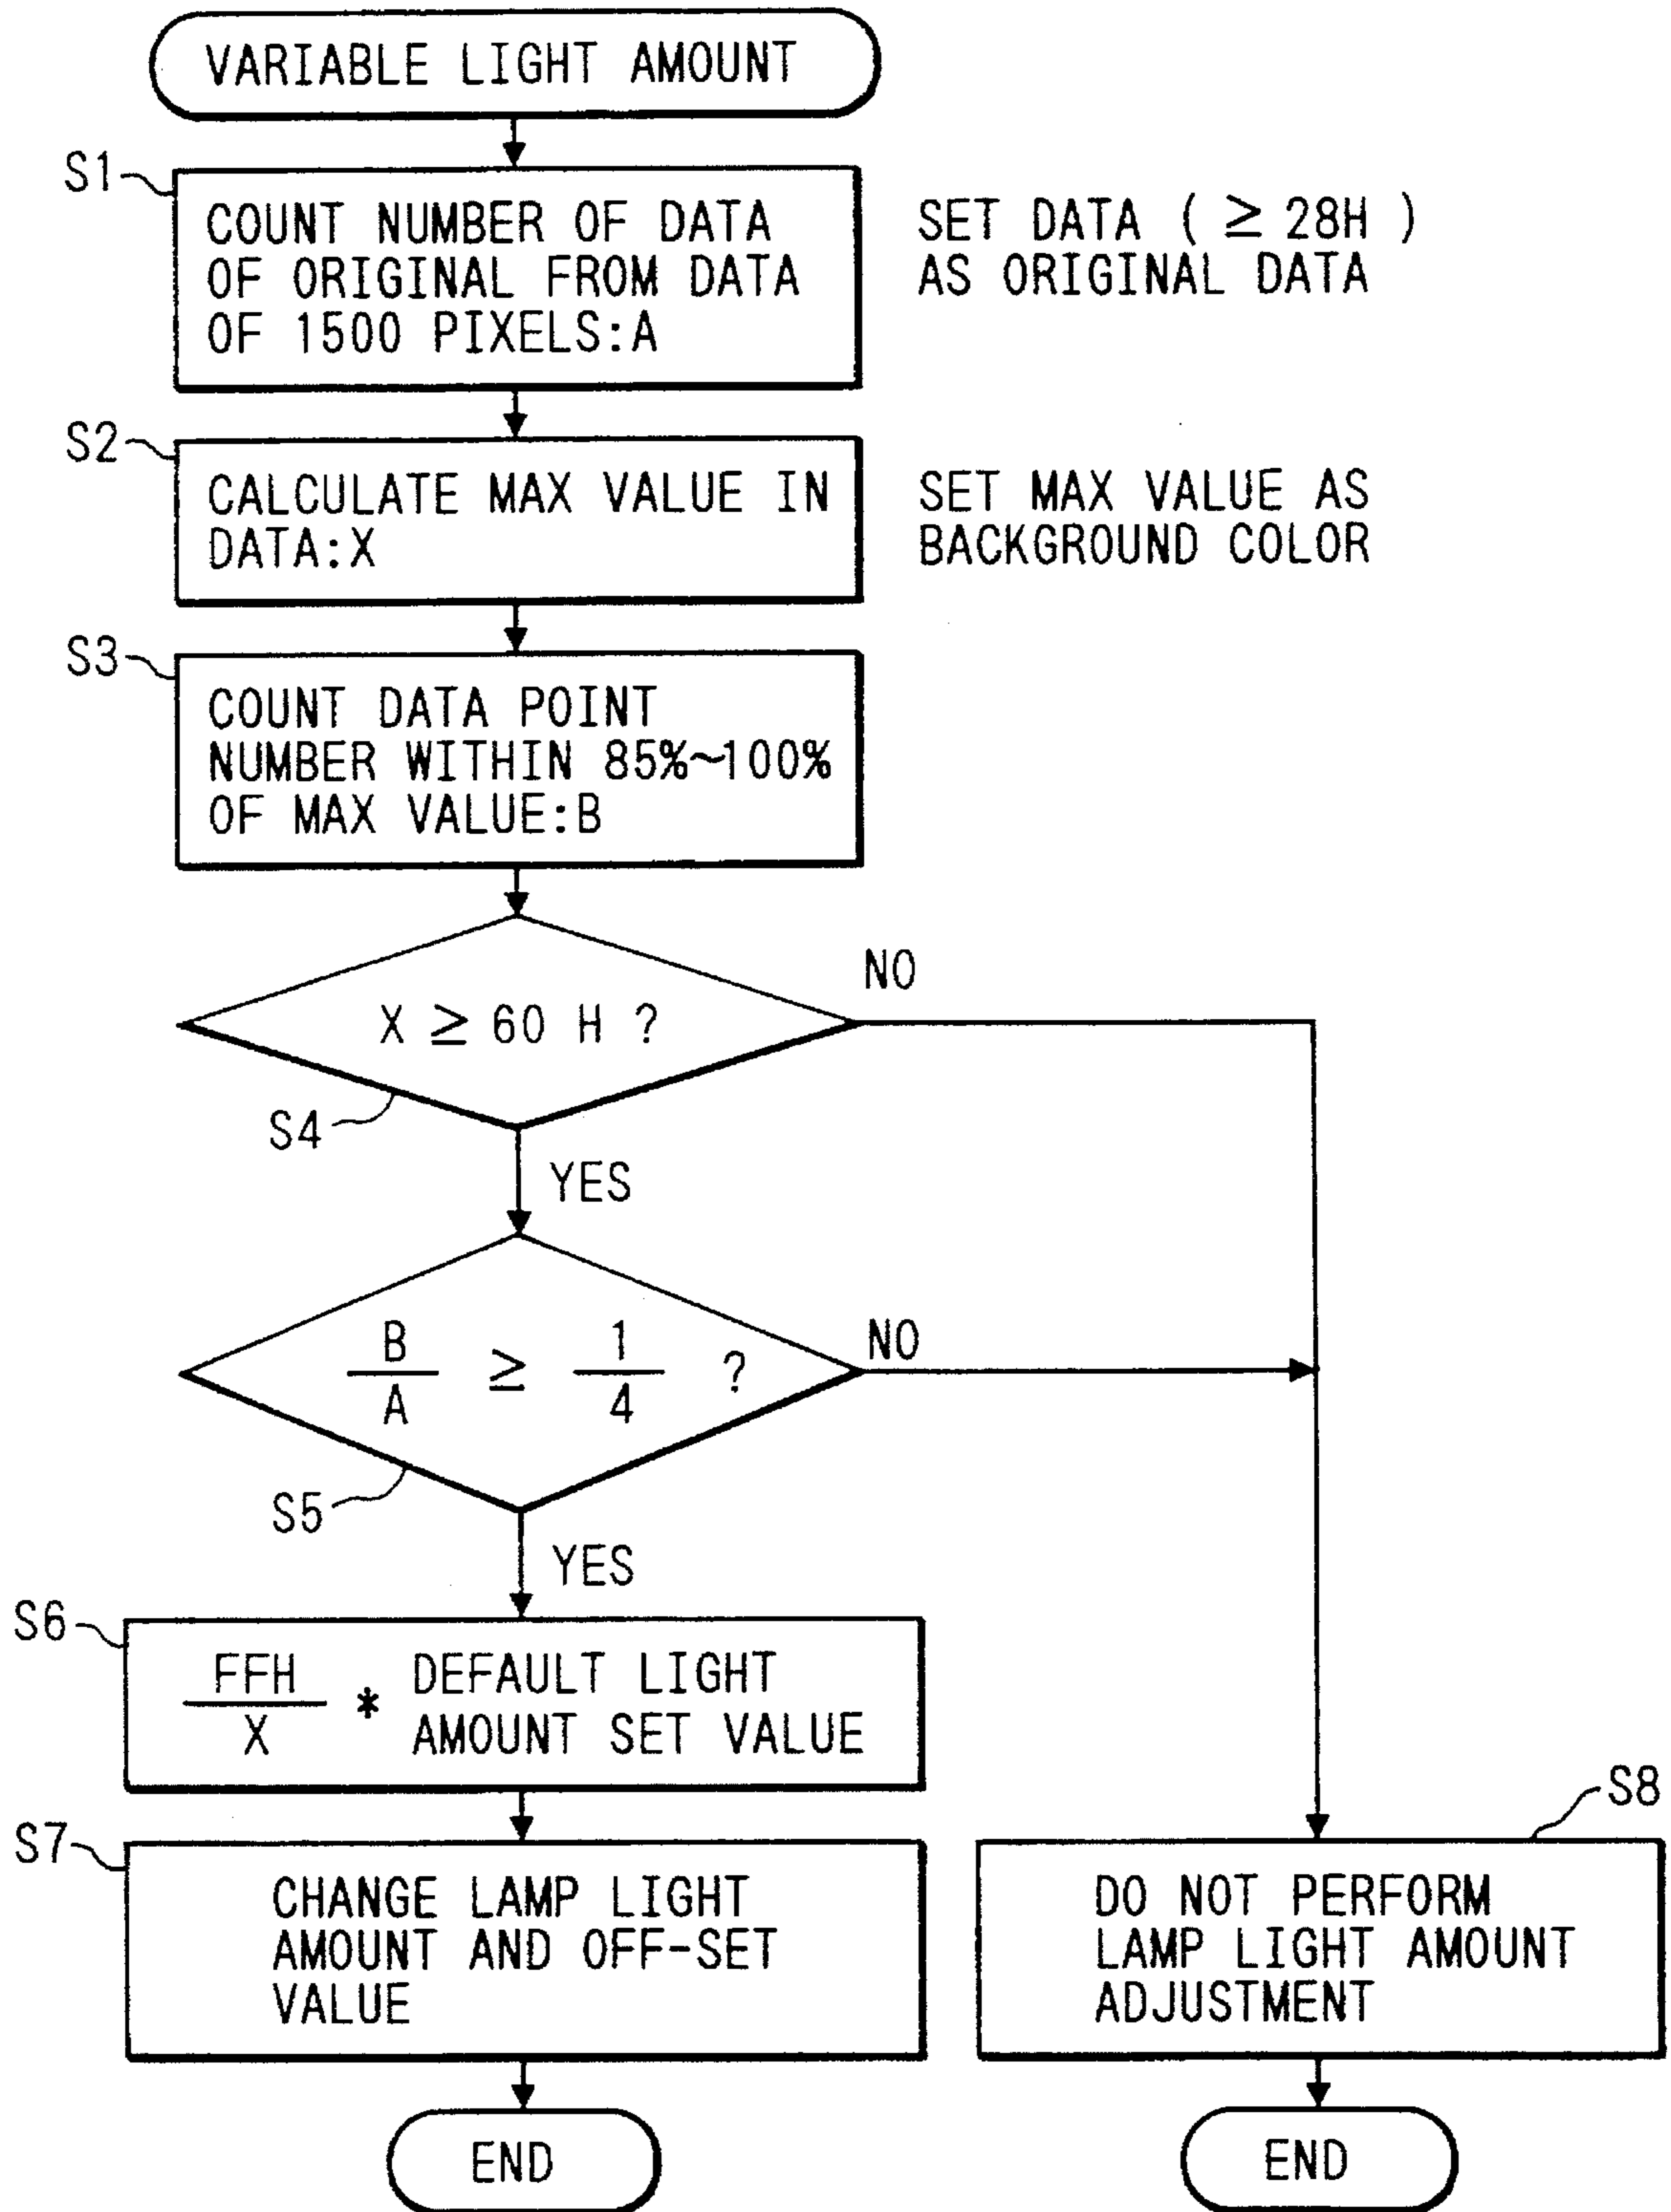 VARIABLE LIGHT AMOUNT
S1
COUNT NUMBER OF DATA
OF ORIGINAL FROM DATA
OF 1500 PIXELS:A
SET DATA ( ≥ 28H )
AS ORIGINAL DATA
S2
CALCULATE MAX VALUE IN
DATA:X
SET MAX VALUE AS
BACKGROUND COLOR
S3
COUNT DATA POINT
NUMBER WITHIN 85%~100%
OF MAX VALUE:B
X ≥ 60 H ?
NO
S4
YES
B/A ≥ 1/4 ?
NO
S5
YES
S6
FFH/X * DEFAULT LIGHT
AMOUNT SET VALUE
S7
CHANGE LAMP LIGHT
AMOUNT AND OFF-SET
VALUE
END
S8
DO NOT PERFORM
LAMP LIGHT AMOUNT
ADJUSTMENT
END